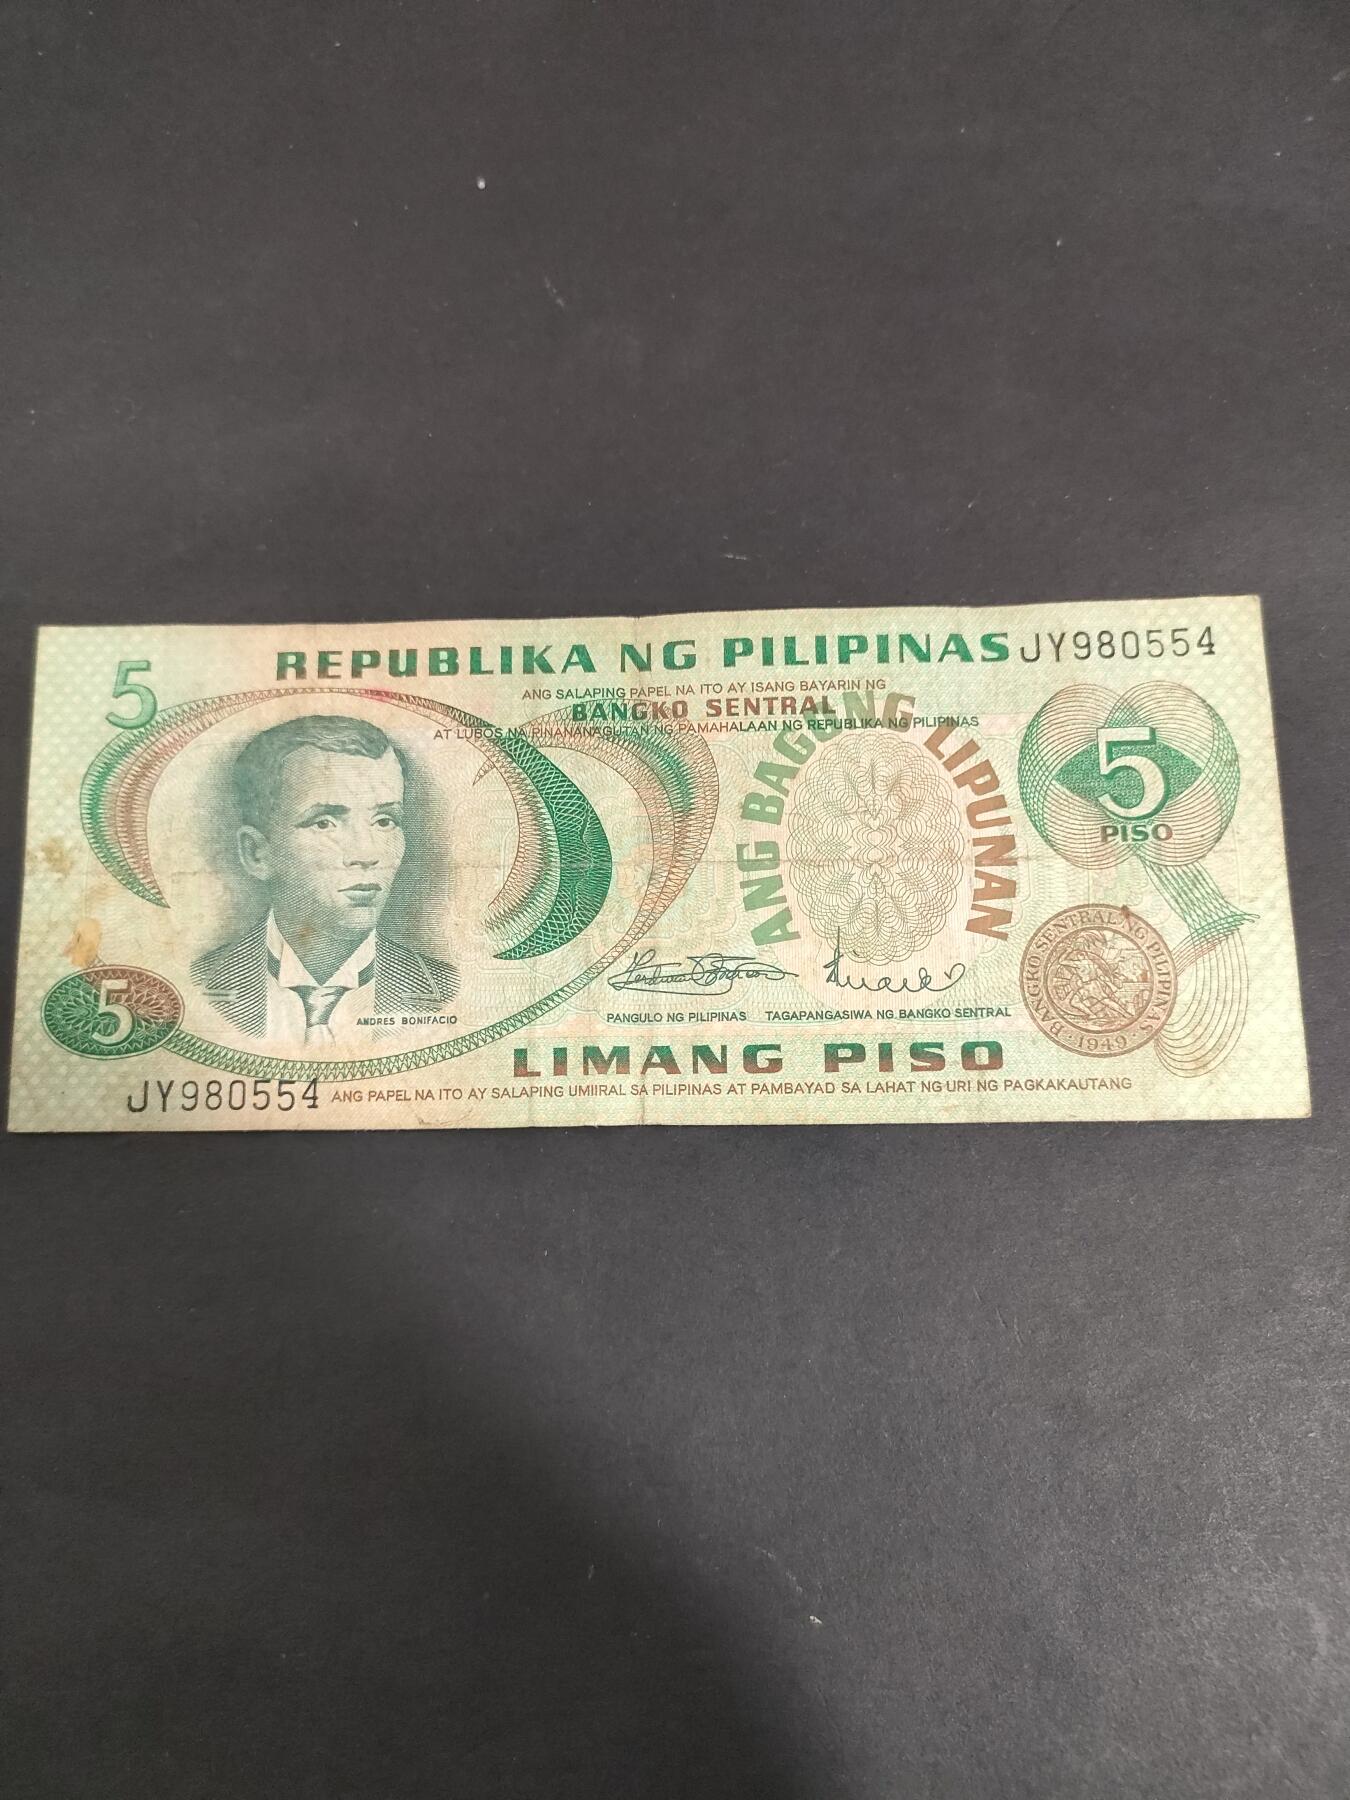 5
REPUBLIKA NG PILIPINAS JY980554
ANG SALAPING PAPEL NA ITO AY ISANG BAYARIN NG
BANGKO SENTRAL
AT LUBOS NA PINANANAGUTAN NG PAMAHALAAN NG REPUBLIKA NG PILIPINAS
ANG BAGONG LIPUNAN
5
PISO
ANDRES BONIFACIO
PANGULO NG PILIPINAS TAGAPANGASIWA NG BANGKO SENTRAL
BANGKO SENTRAL NG PILIPINAS
1949
5
LIMANG PISO
JY980554 ANG PAPEL NA ITO AY SALAPING UMIIRAL SA PILIPINAS AT PAMBAYAD SA LAHAT NG URI NG PAGKAKAUTANG